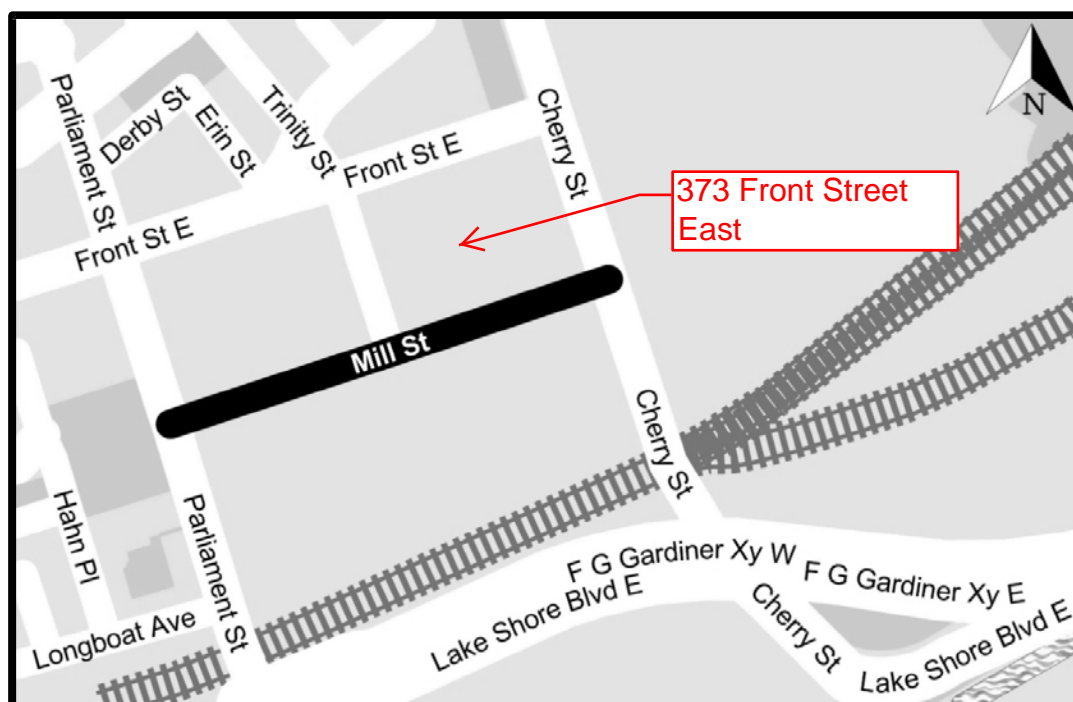 Parliament St
Derby St
Erin St
Trinity St
Cherry St
N
Front St E
373 Front Street
East
Front St E
Mill St
Cherry St
Hahn Pl
Parliament St
F G Gardiner Xy W
F G Gardiner Xy E
Lake Shore Blvd E
Cherry St
Longboat Ave
Lake Shore Blvd E